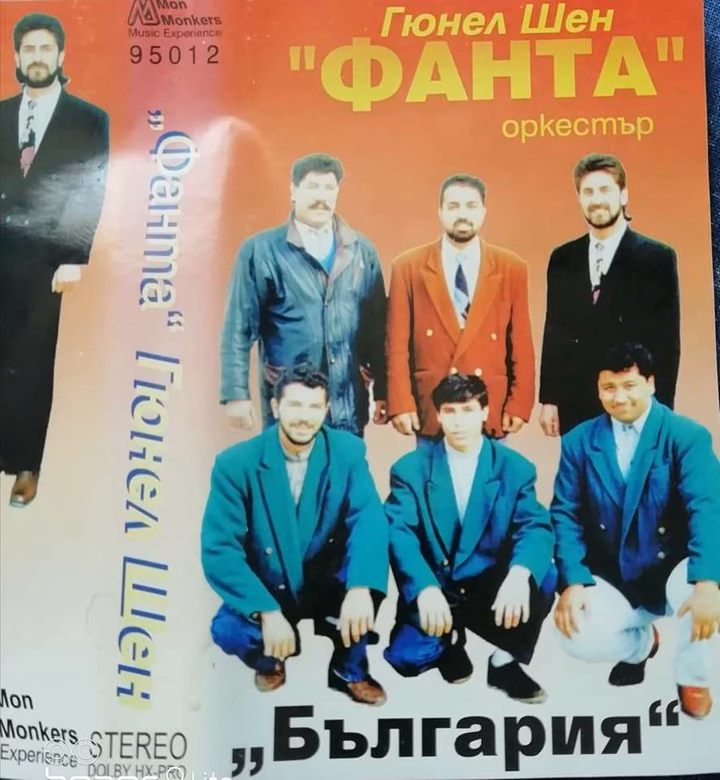 Mon
Monkers
Music Experience
95012
„Фанта“ Гюнел Шен
Гюнел Шен
"ФАНТА"
оркестър
Mon
Monkers
Experience
STEREO
DOLBY HX-PRO
„България“